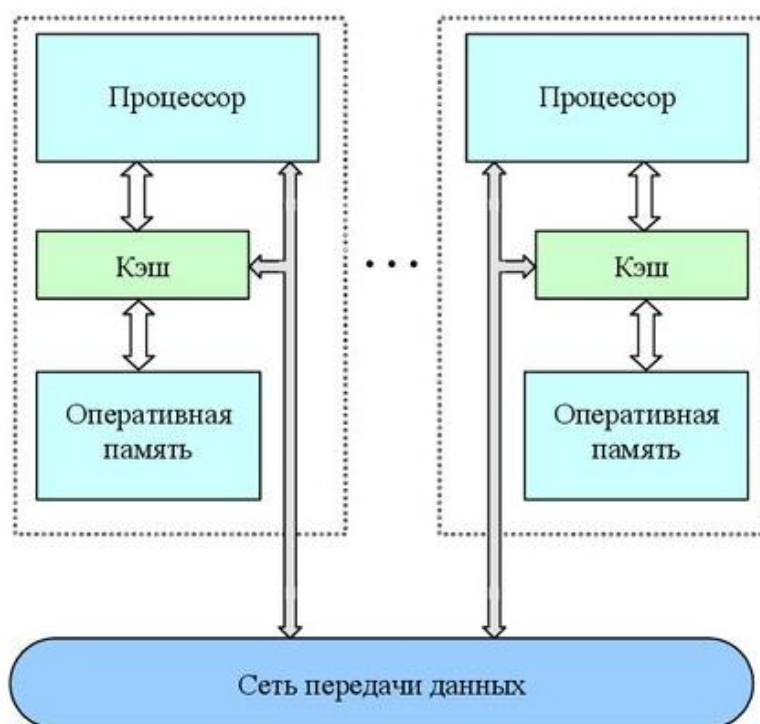 Процессор
Процессор
Кэш
...
Кэш
Оперативная
память
Оперативная
память
Сеть передачи данных